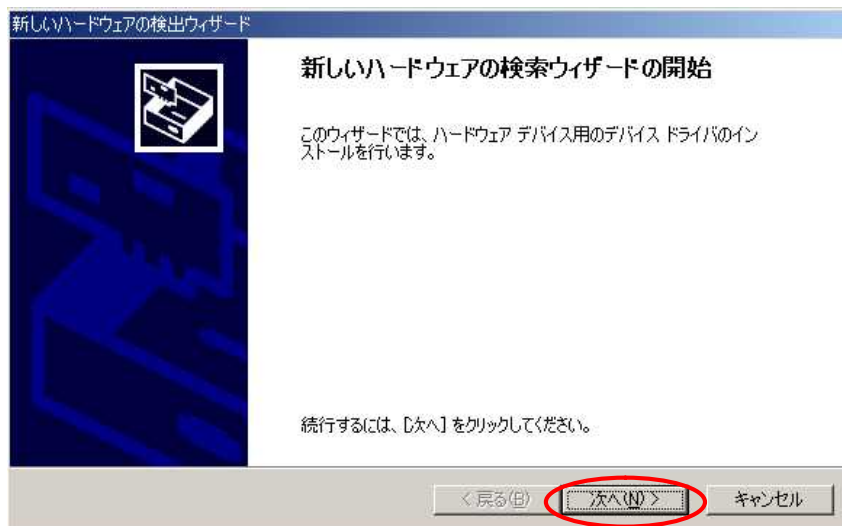 新しいハードウェアの検出ウィザード
新しいハードウェアの検索ウィザードの開始
このウィザードでは、ハードウェア デバイス用のデバイス ドライバのイン
ストールを行います。
続行するには、[次へ] をクリックしてください。
< 戻る(B)
次へ(N) >
キャンセル